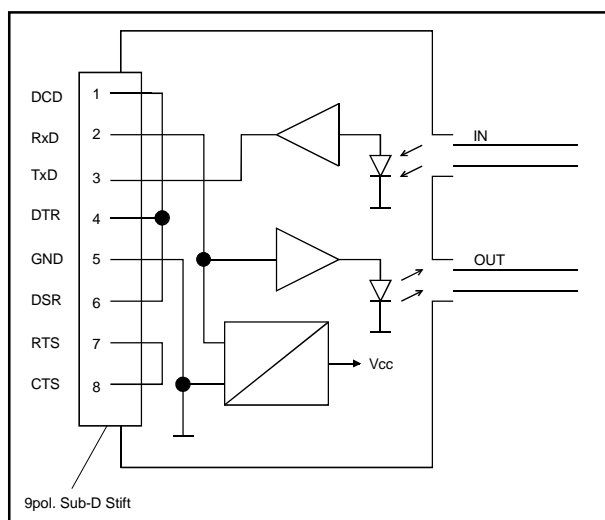 DCD 1
RxD 2
TxD 3
DTR 4
GND 5
DSR 6
RTS 7
CTS 8
IN
OUT
Vcc
9pol. Sub-D Stift